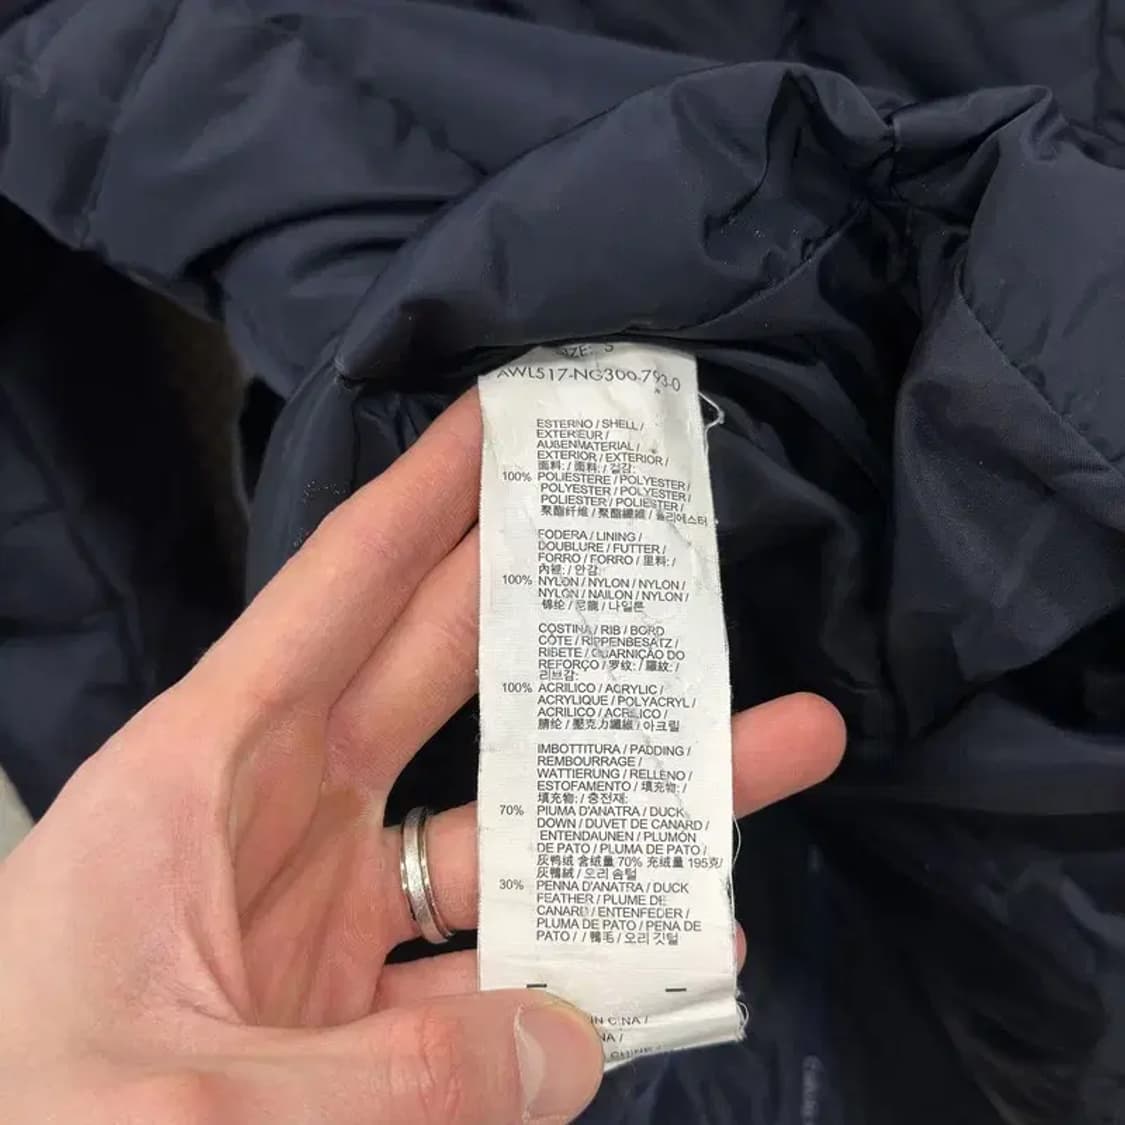 SIZE: S
AWLS17-NG300-793-0
ESTERNO / SHELL /
EXTERIEUR /
AUßENMATERIAL /
EXTERIOR / EXTERIOR /
面料: / 面料: / 겉감:
100% POLIESTERE / POLYESTER /
POLYESTER / POLYESTER /
POLIESTER / POLIESTER /
聚酯纤维 / 聚酯纖維 / 폴리에스터
FODERA / LINING /
DOUBLURE / FUTTER /
FORRO / FORRO / 里料: /
內裡: / 안감:
100% NYLON / NYLON / NYLON /
NYLON / NAILON / NYLON /
锦纶 / 尼龍 / 나일론
COSTINA / RIB / BORD
CÔTE / RIPPENBESATZ /
RIBETE / GUARNIÇÃO DO
REFORÇO / 罗纹: / 羅紋: /
리브감:
100% ACRILICO / ACRYLIC /
ACRYLIQUE / POLYACRYL /
ACRILICO / ACRÍLICO /
腈纶 / 壓克力纖維 / 아크릴
IMBOTTITURA / PADDING /
REMBOURRAGE /
WATTIERUNG / RELLENO /
ESTOFAMENTO / 填充物: /
填充物: / 충전재:
70% PIUMA D'ANATRA / DUCK
DOWN / DUVET DE CANARD /
ENTENDAUNEN / PLUMÓN
DE PATO / PLUMA DE PATO /
灰鸭绒 含绒量 70% 充绒量 195克/
灰鴨絨 / 오리 솜털
30% PENNA D'ANATRA / DUCK
FEATHER / PLUME DE
CANARD / ENTENFEDER /
PLUMA DE PATO / PENA DE
PATO / / 鴨毛 / 오리 깃털
IN CINA /